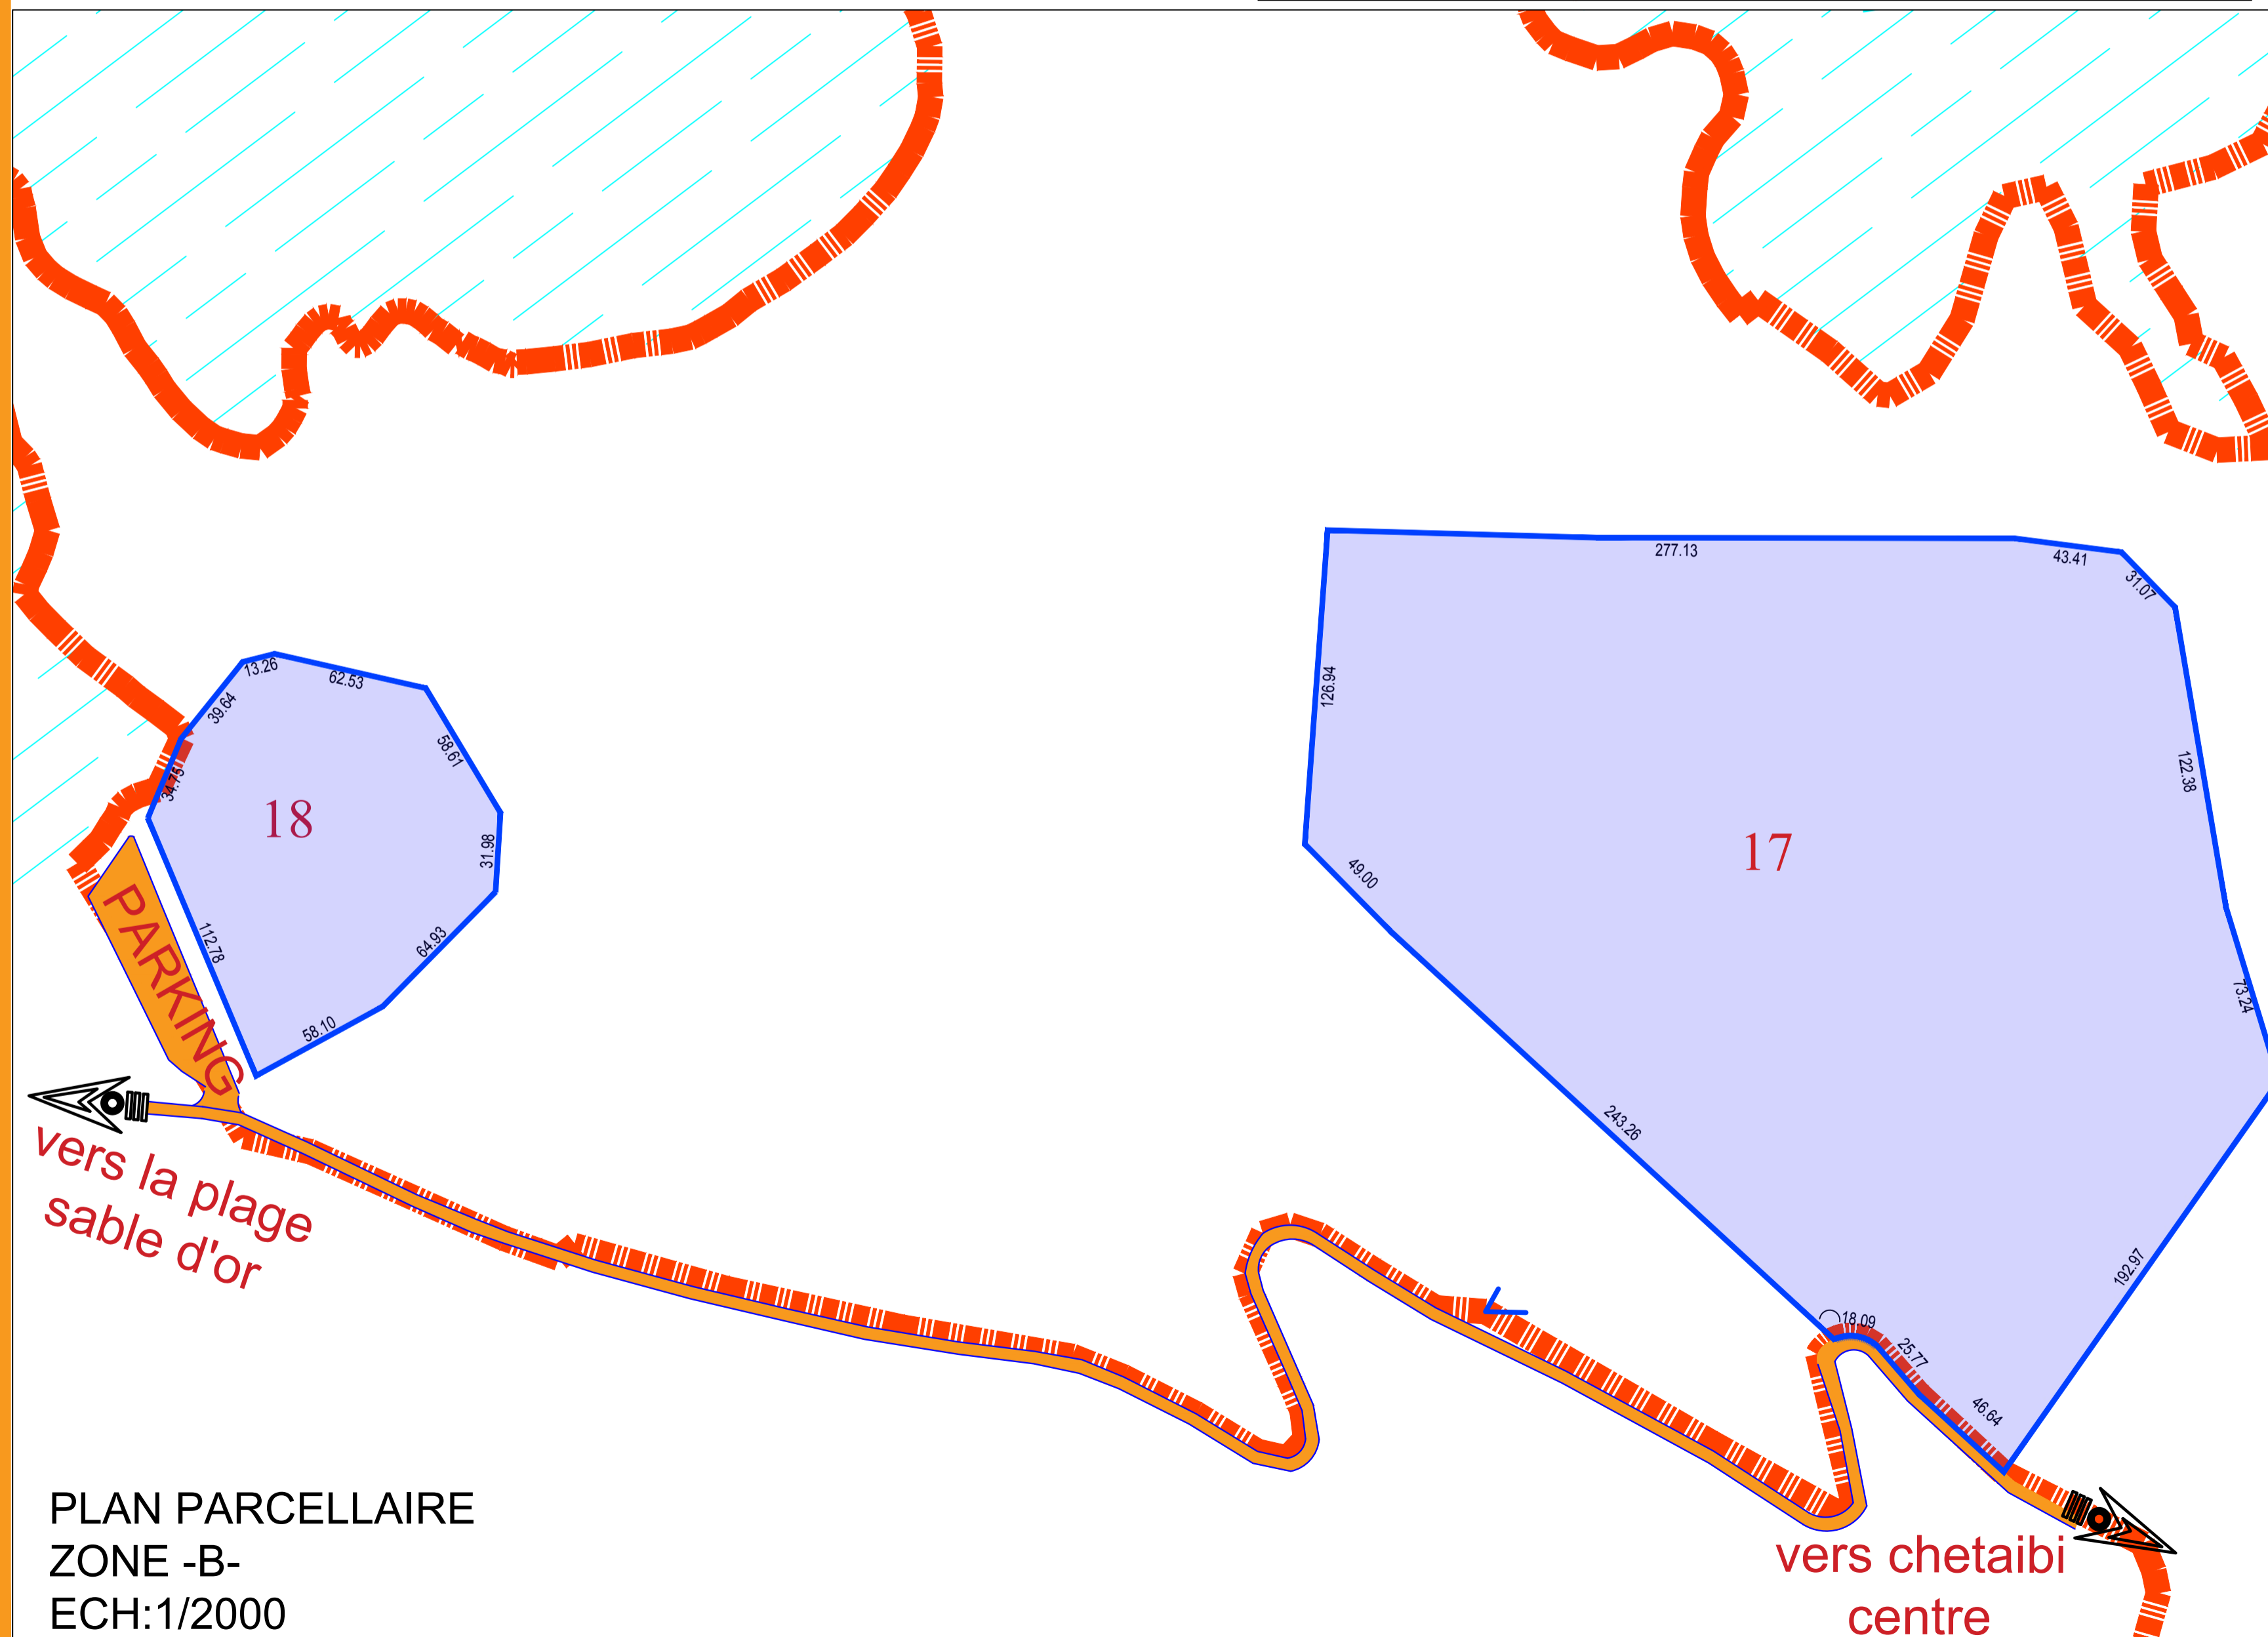 277.13
43.41
31.07
126.94
122.38
13.26
62.53
39.64
58.61
34.75
18
31.98
17
49.00
112.78
64.93
73.24
58.10
PARKING
243.26
vers la plage
sable d'or
192.97
18.09
25.77
46.64
PLAN PARCELLAIRE
ZONE -B-
ECH:1/2000
vers chetaibi
centre